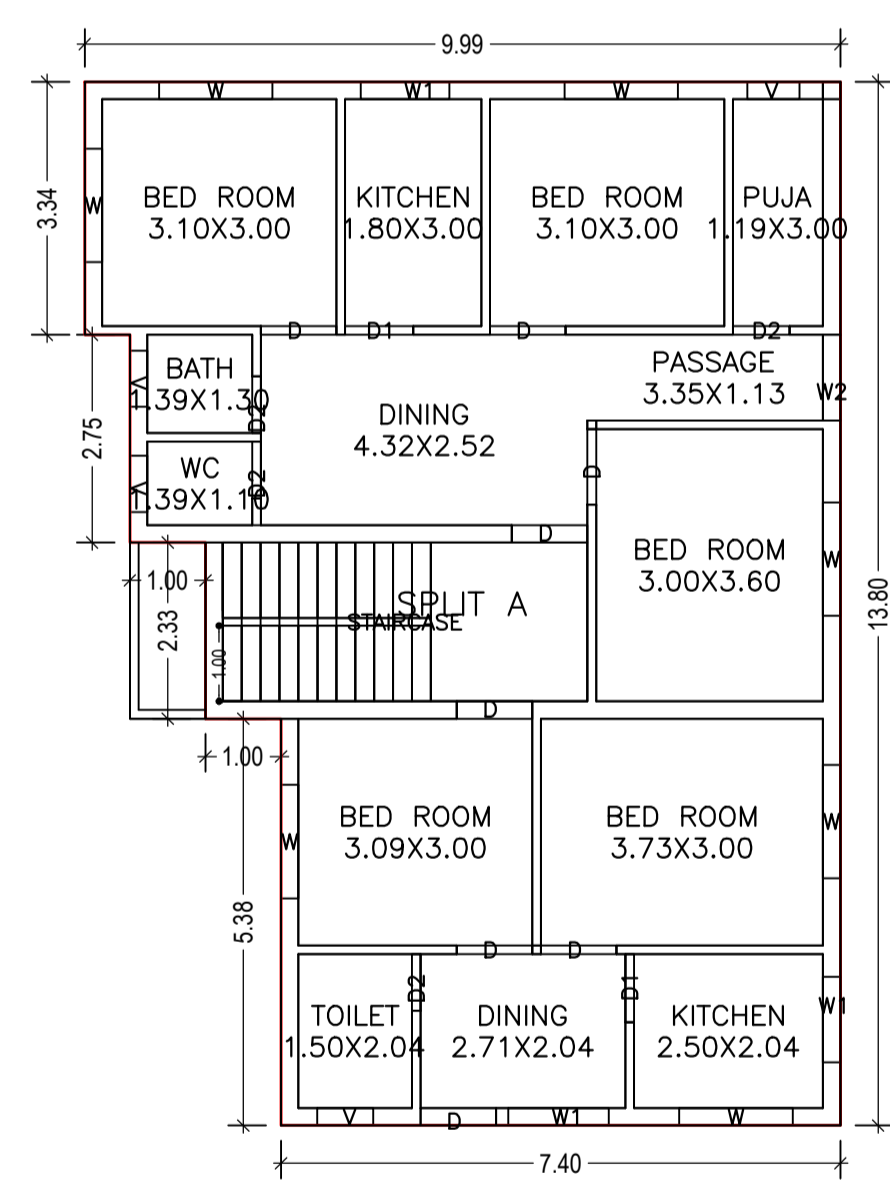 9.99
W W1 W V
3.34
W
BED ROOM
3.10X3.00
KITCHEN
1.80X3.00
BED ROOM
3.10X3.00
PUJA
1.19X3.00
D D1 D D2
13.80
2.75
V
BATH
1.39X1.30
D2
DINING
4.32X2.52
PASSAGE
3.35X1.13
W2
V
WC
1.39X1.10
D2
D
D
BED ROOM
3.00X3.60
W
1.00
2.33
SPLIT A
STAIRCASE
1.00
D
1.00
5.38
W
BED ROOM
3.09X3.00
BED ROOM
3.73X3.00
W
D D
TOILET
1.50X2.04
D2
DINING
2.71X2.04
D1
KITCHEN
2.50X2.04
W1
V D W1 W
7.40